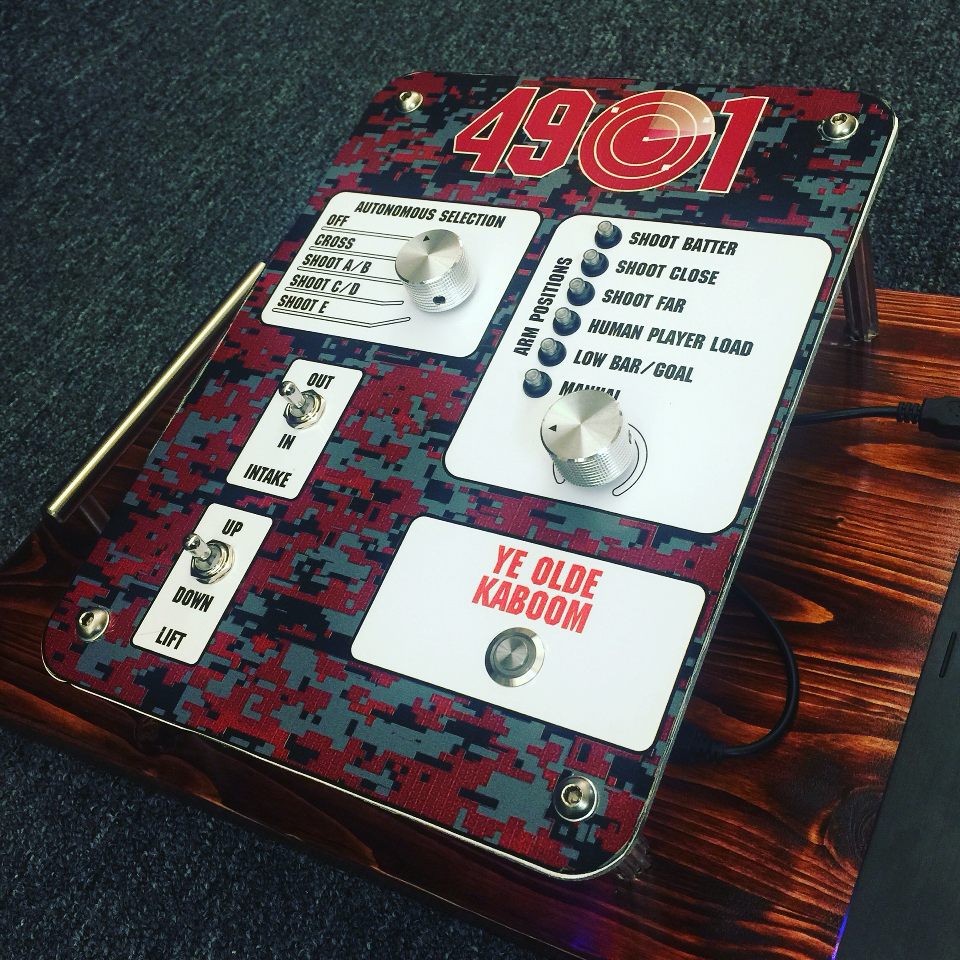 4901
AUTONOMOUS SELECTION
OFF
CROSS
SHOOT A/B
SHOOT C/D
SHOOT E
ARM POSITIONS
SHOOT BATTER
SHOOT CLOSE
SHOOT FAR
HUMAN PLAYER LOAD
LOW BAR/GOAL
MANUAL
OUT
IN
INTAKE
UP
DOWN
LIFT
YE OLDE
KABOOM